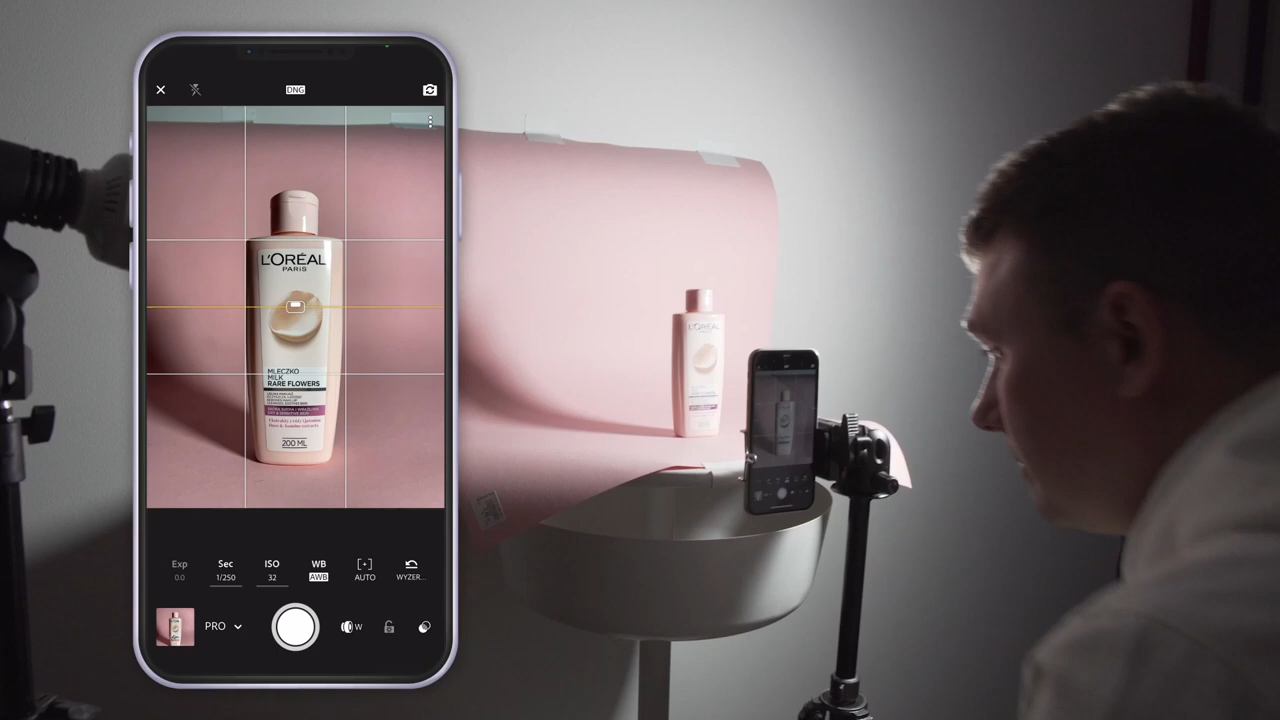 DNG
L'ORÉAL
PARIS
MLECZKO
MILK
RARE FLOWERS
200 ML
Exp
0.0
Sec
1/250
ISO
32
WB
AWB
AUTO
WYZER...
PRO
W
L'ORÉAL